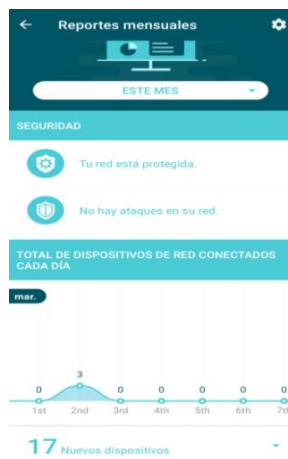 Reportes mensuales
ESTE MES
SEGURIDAD
Tu red está protegida.
No hay ataques en su red.
TOTAL DE DISPOSITIVOS DE RED CONECTADOS
CADA DÍA
mar.
3
0 0 0 0 0 0
1st 2nd 3rd 4th 5th 6th 7t
17 Nuevos dispositivos